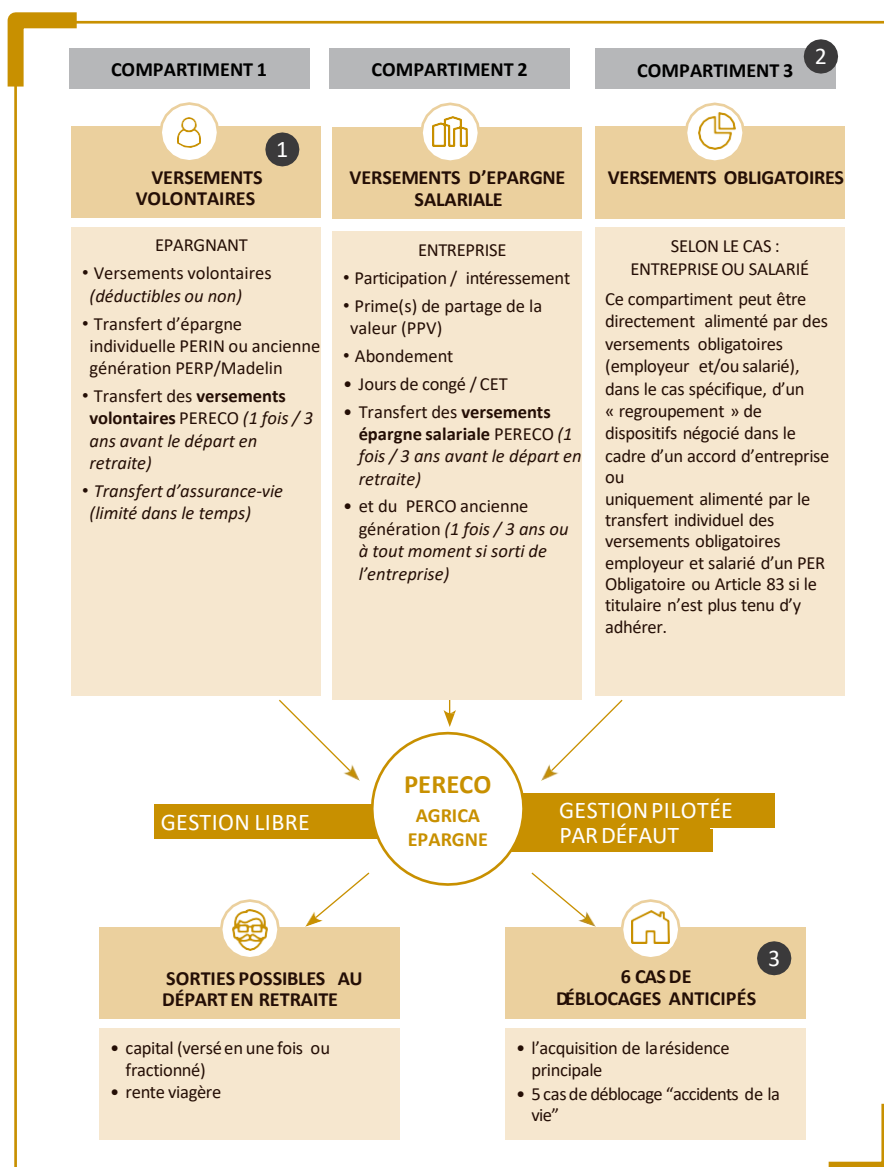 COMPARTIMENT 1
COMPARTIMENT 2
COMPARTIMENT 3
2
1
VERSEMENTS
VOLONTAIRES
EPARGNANT
• Versements volontaires
(déductibles ou non)
• Transfert d'épargne
individuelle PERIN ou ancienne
génération PERP/Madelin
• Transfert des versements
volontaires PERECO (1 fois / 3
ans avant le départ en
retraite)
• Transfert d'assurance-vie
(limité dans le temps)
VERSEMENTS D'EPARGNE
SALARIALE
ENTREPRISE
• Participation / intéressement
• Prime(s) de partage de la
valeur (PPV)
• Abondement
• Jours de congé / CET
• Transfert des versements
épargne salariale PERECO (1
fois / 3 ans avant le départ en
retraite)
• et du PERCO ancienne
génération (1 fois / 3 ans ou
à tout moment si sorti de
l'entreprise)
VERSEMENTS OBLIGATOIRES
SELON LE CAS :
ENTREPRISE OU SALARIÉ
Ce compartiment peut être
directement alimenté par des
versements obligatoires
(employeur et/ou salarié),
dans le cas spécifique, d'un
« regroupement » de
dispositifs négocié dans le
cadre d'un accord d'entreprise
ou
uniquement alimenté par le
transfert individuel des
versements obligatoires
employeur et salarié d'un PER
Obligatoire ou Article 83 si le
titulaire n'est plus tenu d'y
adhérer.
PERECO
AGRICA
EPARGNE
GESTION LIBRE
GESTION PILOTÉE
PAR DÉFAUT
SORTIES POSSIBLES AU
DÉPART EN RETRAITE
• capital (versé en une fois ou
fractionné)
• rente viagère
3
6 CAS DE
DÉBLOCAGES ANTICIPÉS
• l'acquisition de la résidence
principale
• 5 cas de déblocage "accidents de la
vie"